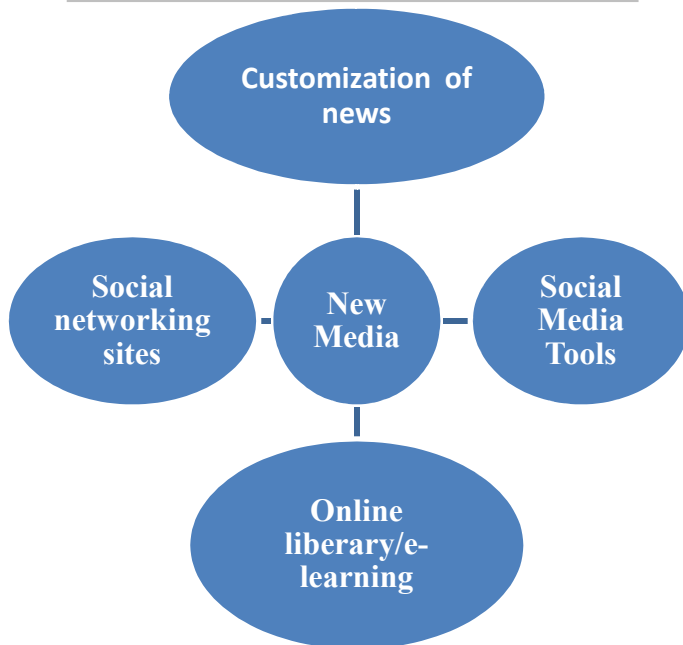 Customization of
news
Social
networking
sites
New
Media
Social
Media
Tools
Online
liberary/e-
learning